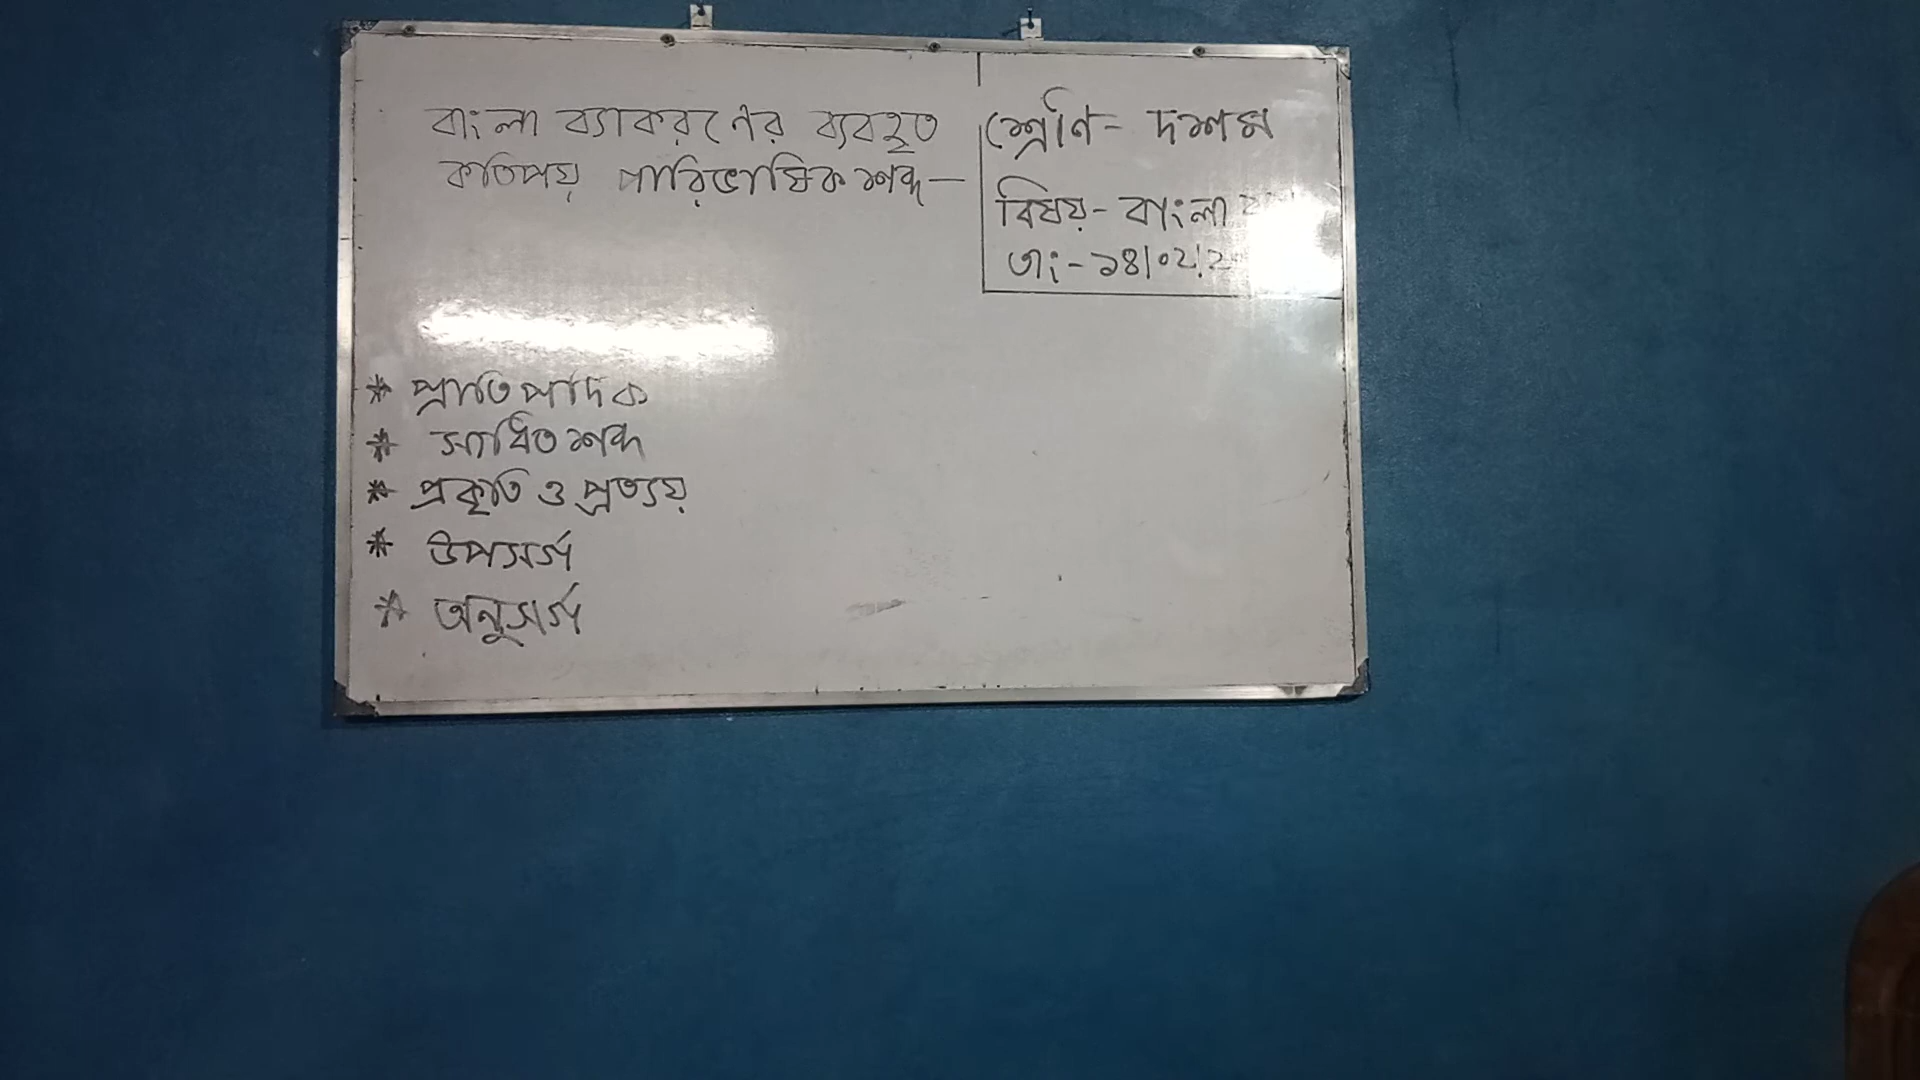 বাংলা ব্যাকরণের ব্যবহৃত
কতিপয় পারিভাষিক শব্দ—
শ্রেণি- দশম
বিষয়- বাংলা
তাং-১৪/০২/
* প্রাতিপাদিক
* সাধিত শব্দ
* প্রকৃতি ও প্রত্যয়
* উপসর্গ
* অনুসর্গ